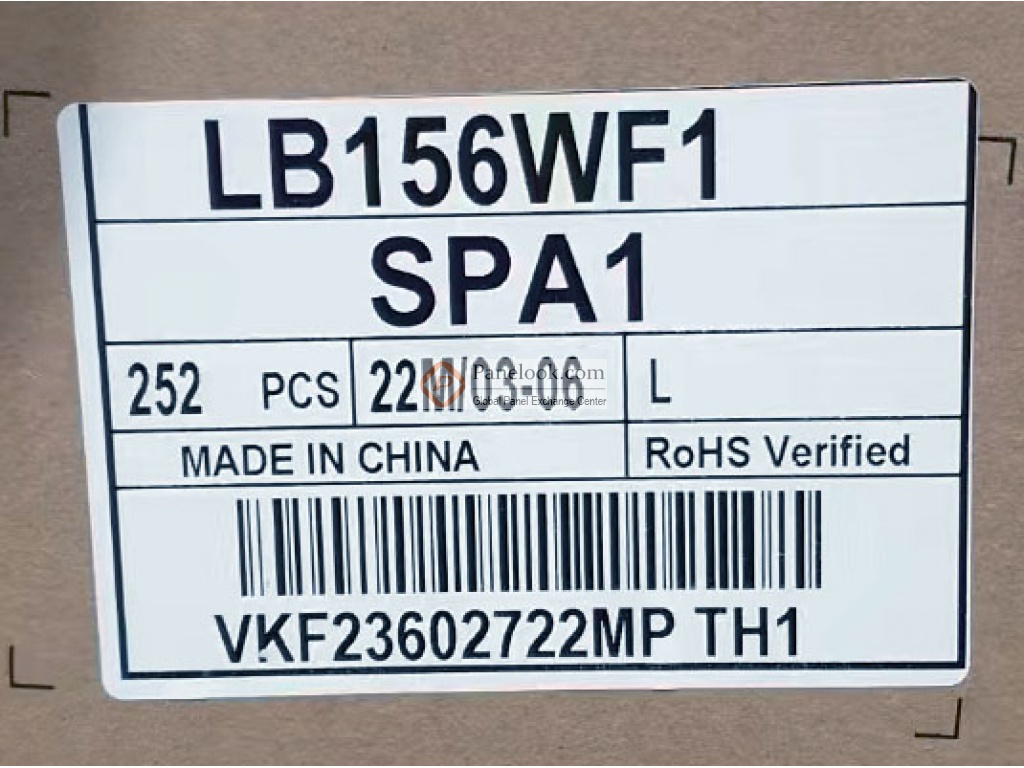 LB156WF1
SPA1
252 PCS 22M/03-06 L
Panelook.com
Global Panel Exchange Center
MADE IN CHINA RoHS Verified
VKF23602722MP TH1